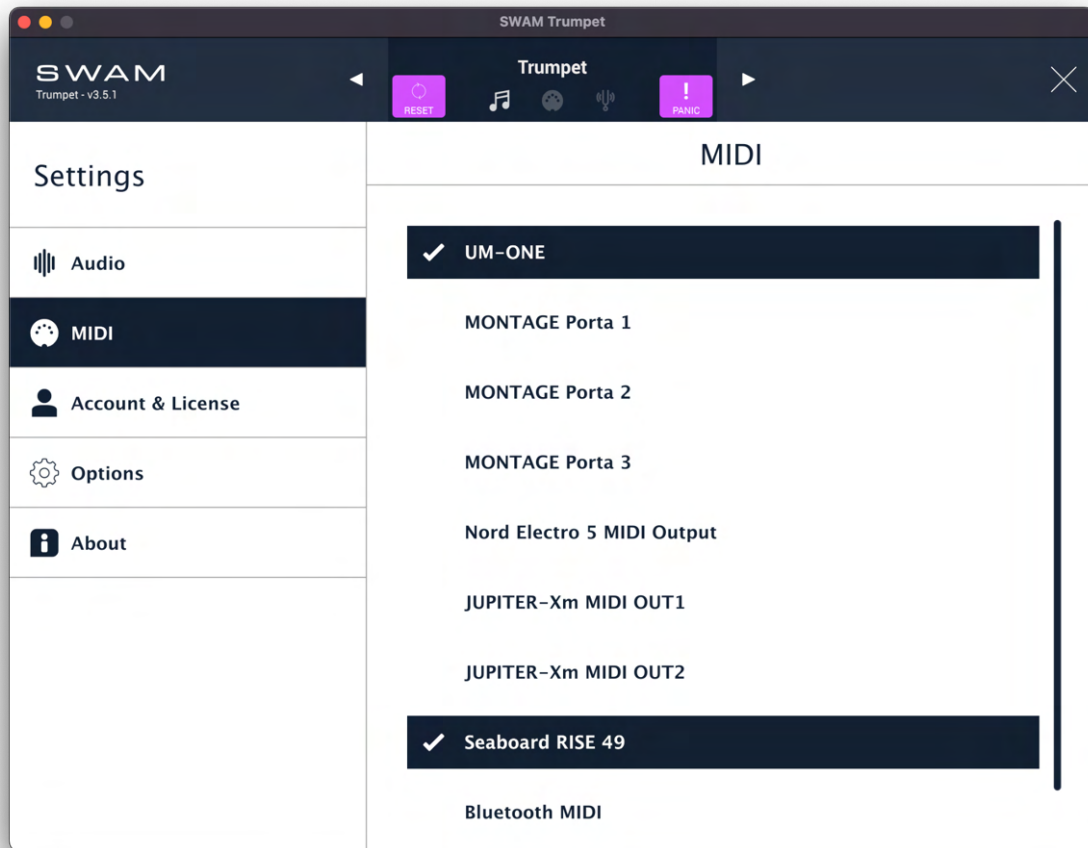 SWAM Trumpet
SWAM
Trumpet - v3.5.1
Trumpet
RESET
!
PANIC
Settings
Audio
MIDI
Account & License
Options
About
MIDI
UM-ONE
MONTAGE Porta 1
MONTAGE Porta 2
MONTAGE Porta 3
Nord Electro 5 MIDI Output
JUPITER-Xm MIDI OUT1
JUPITER-Xm MIDI OUT2
Seaboard RISE 49
Bluetooth MIDI